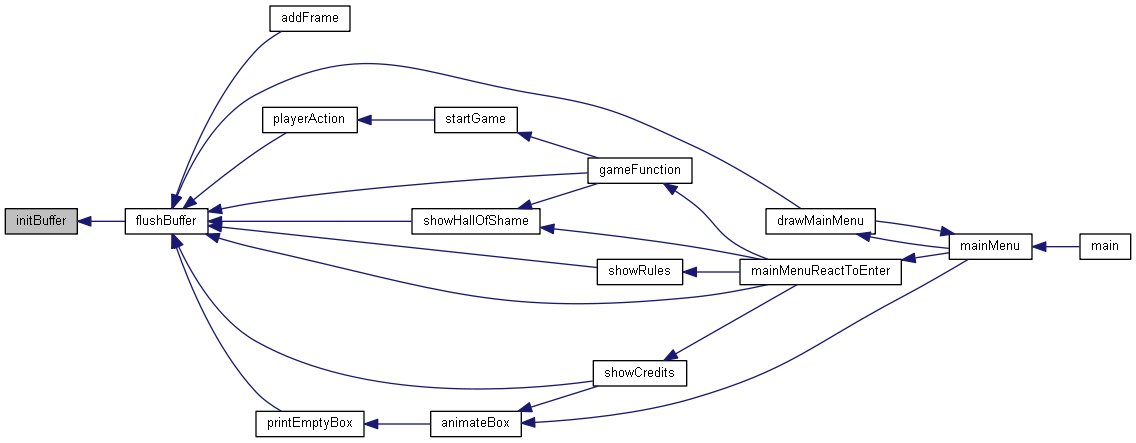 addFrame
playerAction
startGame
gameFunction
initBuffer
flushBuffer
showHallOfShame
drawMainMenu
mainMenu
main
showRules
mainMenuReactToEnter
showCredits
printEmptyBox
animateBox